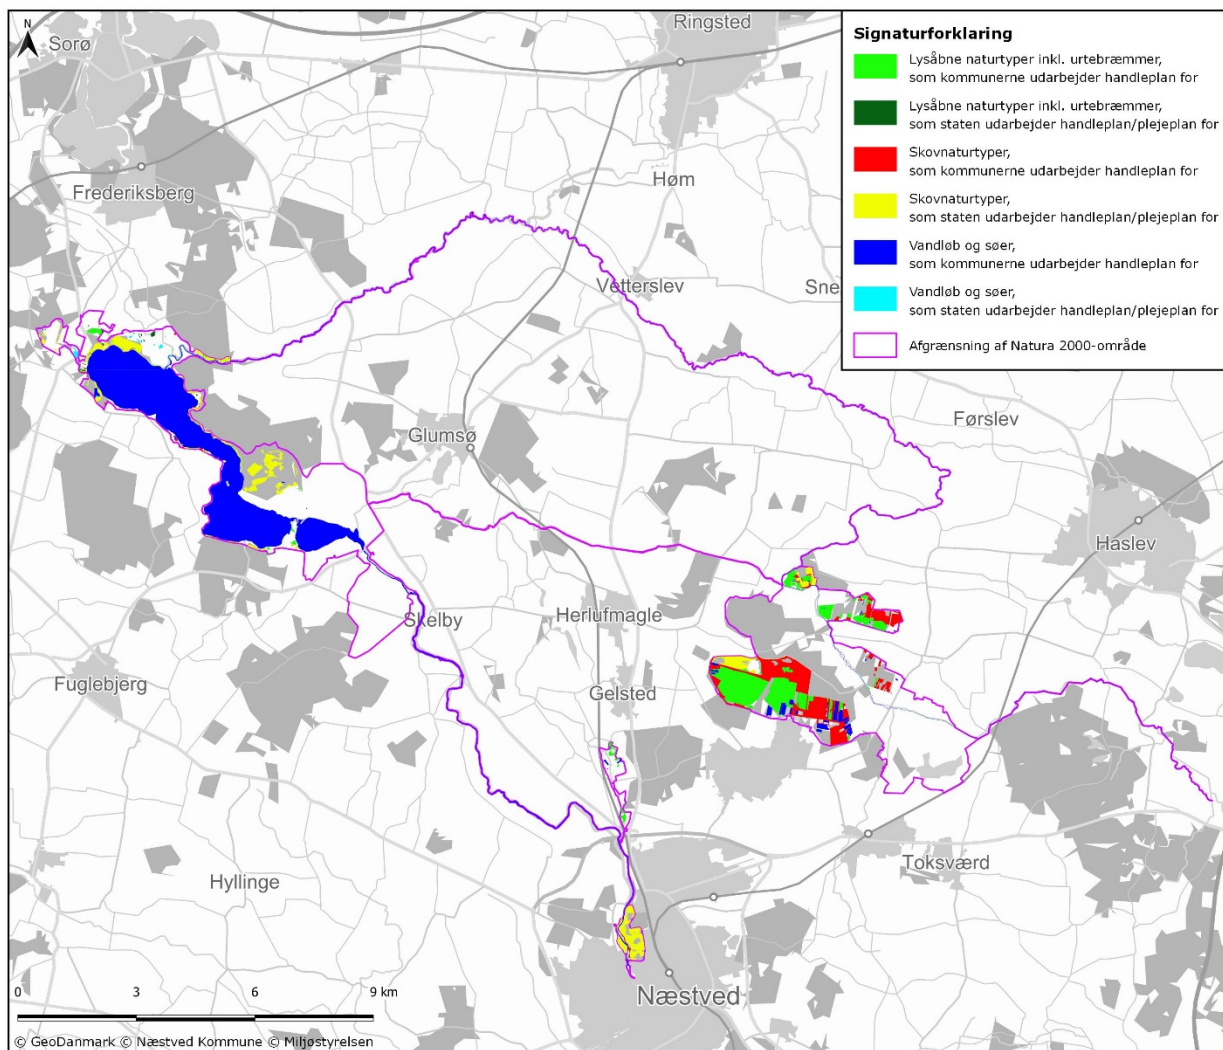 N
Sorø
Ringsted
Signaturforklaring
Lysåbne naturtyper inkl. urtebræmmer,
som kommunerne udarbejder handleplan for
Lysåbne naturtyper inkl. urtebræmmer,
som staten udarbejder handleplan/plejeplan for
Skovnaturtyper,
som kommunerne udarbejder handleplan for
Skovnaturtyper,
som staten udarbejder handleplan/plejeplan for
Vandløb og søer,
som kommunerne udarbejder handleplan for
Vandløb og søer,
som staten udarbejder handleplan/plejeplan for
Afgrænsning af Natura 2000-område
Frederiksberg
Høm
Vetterslev
Sne
Førslev
Glumsø
Haslev
Skelby
Herlufmagle
Fuglebjerg
Gelsted
Toksværd
Hyllinge
Næstved
0 3 6 9 km
© GeoDanmark © Næstved Kommune © Miljøstyrelsen